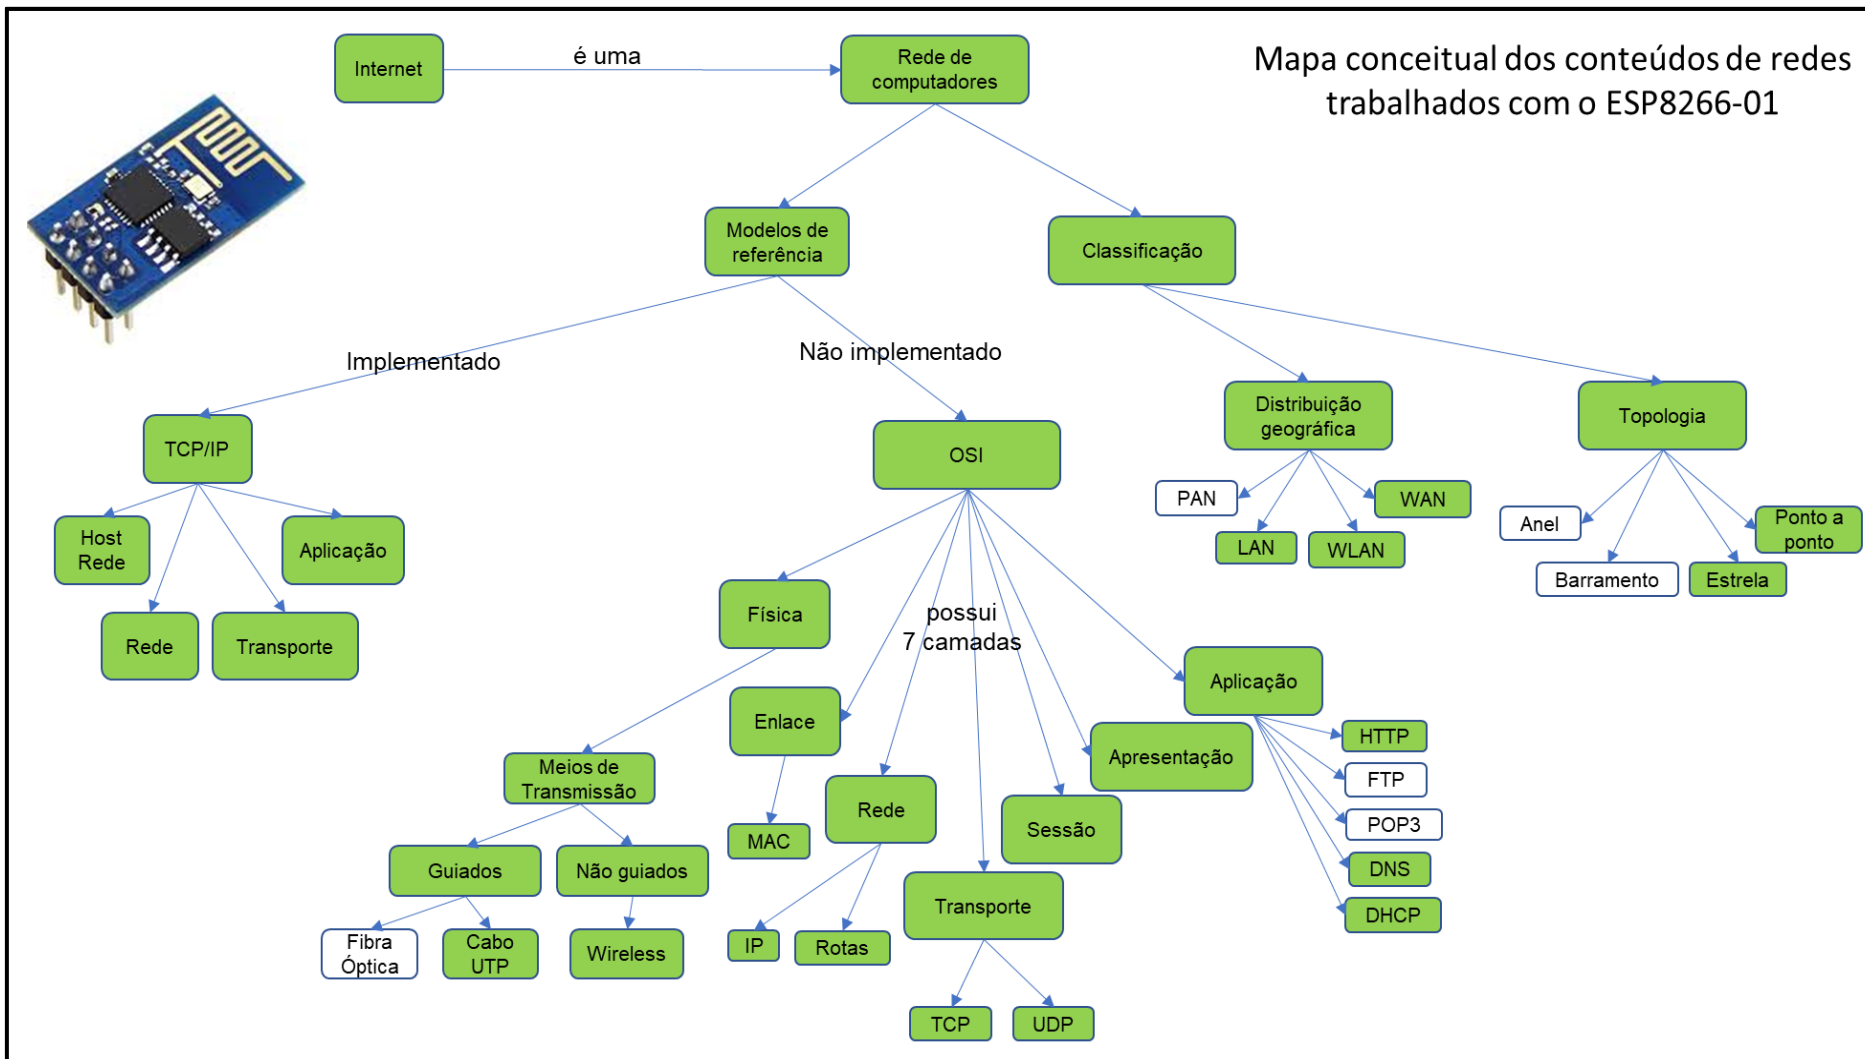 Internet
é uma
Rede de
computadores
Mapa conceitual dos conteúdos de redes
trabalhados com o ESP8266-01
Modelos de
referência
Classificação
Implementado
Não implementado
TCP/IP
OSI
Distribuição
geográfica
Topologia
Host
Rede
Aplicação
Rede
Transporte
PAN
WAN
LAN
WLAN
Anel
Ponto a
ponto
Barramento
Estrela
Física
possui
7 camadas
Enlace
Aplicação
Apresentação
Meios de
Transmissão
MAC
Rede
Sessão
HTTP
FTP
POP3
DNS
DHCP
Guiados
Não guiados
Transporte
Fibra
Óptica
Cabo
UTP
Wireless
IP
Rotas
TCP
UDP